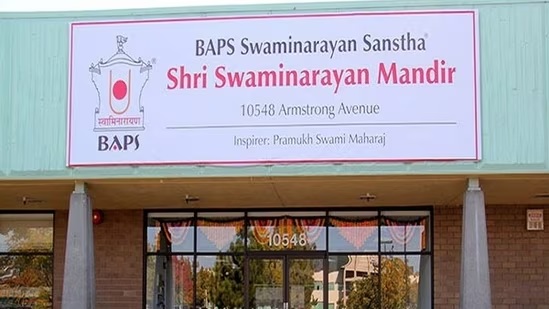 BAPS Swaminarayan Sanstha
Shri Swaminarayan Mandir
10548 Armstrong Avenue
Inspirer: Pramukh Swami Maharaj
स्वामिनारायण
BAPS
10548